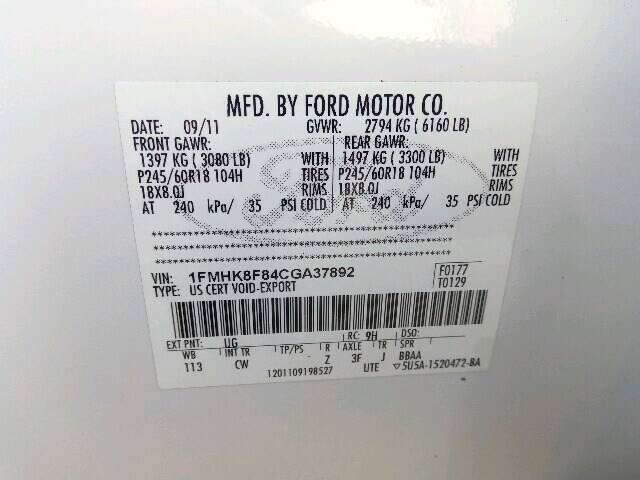 MFD. BY FORD MOTOR CO.
DATE: 09/11 GVWR: 2794 KG ( 6160 LB)
FRONT GAWR: REAR GAWR:
1397 KG ( 3080 LB) WITH 1497 KG ( 3300 LB) WITH
P245/60R18 104H TIRES P245/60R18 104H TIRES
18X8.0J RIMS 18X8.0J RIMS
AT 240 kPa/ 35 PSI COLD AT 240 kPa/ 35 PSI COLD
Ford
VIN: 1FMHK8F84CGA37892 F0177
TYPE: US CERT VOID-EXPORT T0129
EXT PNT: UG RC: 9H DSO:
WB INT TR TP/PS R AXLE TR SPR
113 CW - Z 3F J BBAA
1201109198527 UTE ▽5U5A-1520472-BA